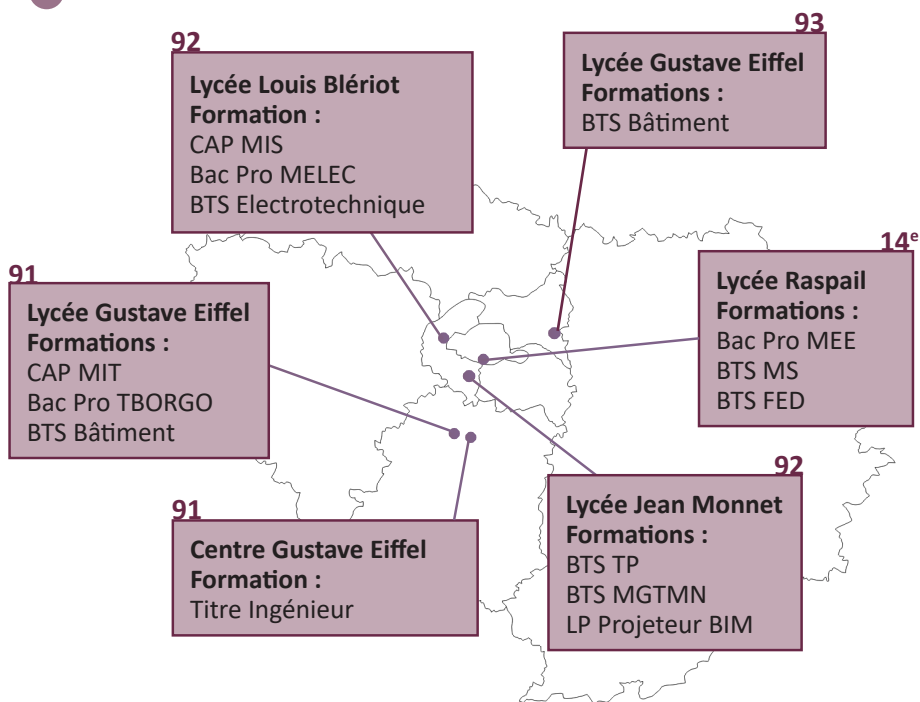 92
Lycée Louis Blériot
Formation :
CAP MIS
Bac Pro MELEC
BTS Electrotechnique
93
Lycée Gustave Eiffel
Formations :
BTS Bâtiment
91
Lycée Gustave Eiffel
Formations :
CAP MIT
Bac Pro TBORGO
BTS Bâtiment
14e
Lycée Raspail
Formations :
Bac Pro MEE
BTS MS
BTS FED
91
Centre Gustave Eiffel
Formation :
Titre Ingénieur
92
Lycée Jean Monnet
Formations :
BTS TP
BTS MGTMN
LP Projeteur BIM